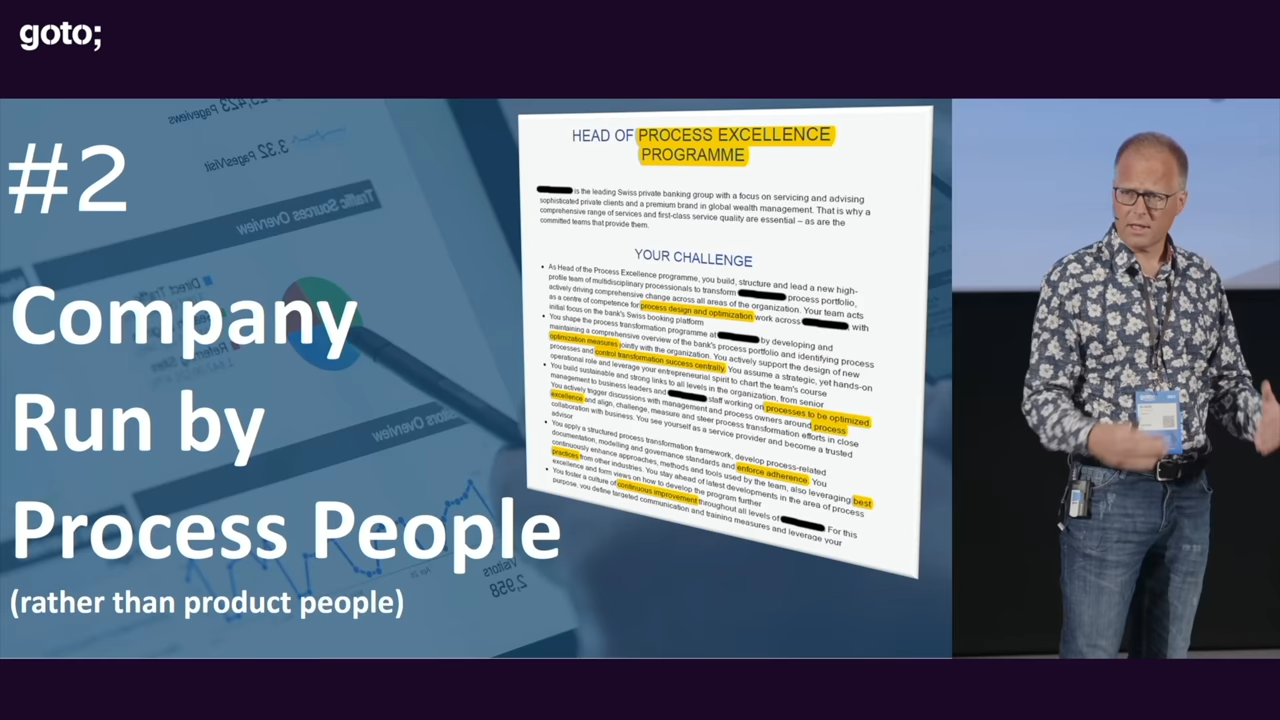 goto;
#2
Company
Run by
Process People
(rather than product people)
23,423
Pageviews
3.32 Pages/Visit
Traffic Sources Overview
Visitors Overview
Visitors
2,958
HEAD OF PROCESS EXCELLENCE
PROGRAMME
is the leading Swiss private banking group with a focus on servicing and advising
sophisticated private clients and a premium brand in global wealth management. That is why a
comprehensive range of services and first-class service quality are essential – as are the
committed teams that provide them.
YOUR CHALLENGE
• As Head of the Process Excellence programme, you build, structure and lead a new high-
profile team of multidisciplinary professionals to transform process portfolio,
actively driving comprehensive change across all areas of the organization. Your team acts
as a centre of competence for process design and optimization work across , with
initial focus on the bank's Swiss booking platform
• You shape the process transformation programme at by developing and
maintaining a comprehensive overview of the bank's process portfolio and identifying process
optimization measures jointly with the organization. You actively support the design of new
processes and control transformation success centrally. You assume a strategic, yet hands-on
operational role and leverage your entrepreneurial spirit to chart the team's course
• You build sustainable and strong links to all levels in the organization, from senior
management to business leaders and staff working on processes to be optimized
You actively trigger discussions with management and process owners around process
excellence and align, challenge, measure and steer process transformation efforts in close
collaboration with business. You see yourself as a service provider and become a trusted
advisor
• You apply a structured process transformation framework, develop process-related
documentation, modelling and governance standards and enforce adherence. You
continuously enhance approaches, methods and tools used by the team, also leveraging best
practices from other industries. You stay ahead of latest developments in the area of process
excellence and form views on how to develop the program further
• You foster a culture of continuous improvement throughout all levels of . For this
purpose, you define targeted communication and training measures and leverage your